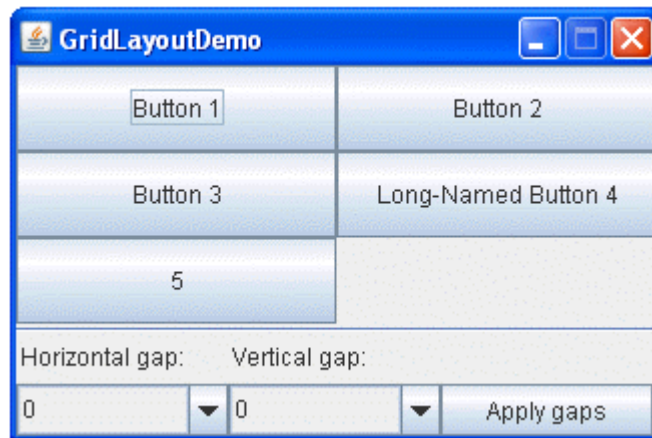 GridLayoutDemo
Button 1 Button 2
Button 3 Long-Named Button 4
5
Horizontal gap: Vertical gap:
0 0 Apply gaps